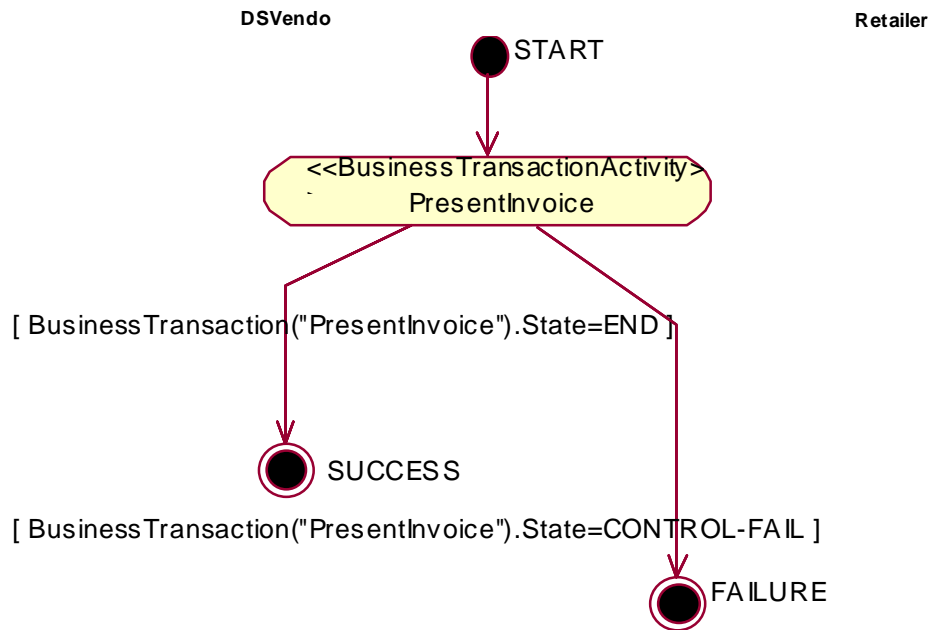 DSVendo
Retailer
START
<<BusinessTransactionActivity>
`
PresentInvoice
[ BusinessTransaction("PresentInvoice").State=END ]
SUCCESS
[ BusinessTransaction("PresentInvoice").State=CONTROL-FAIL ]
FAILURE